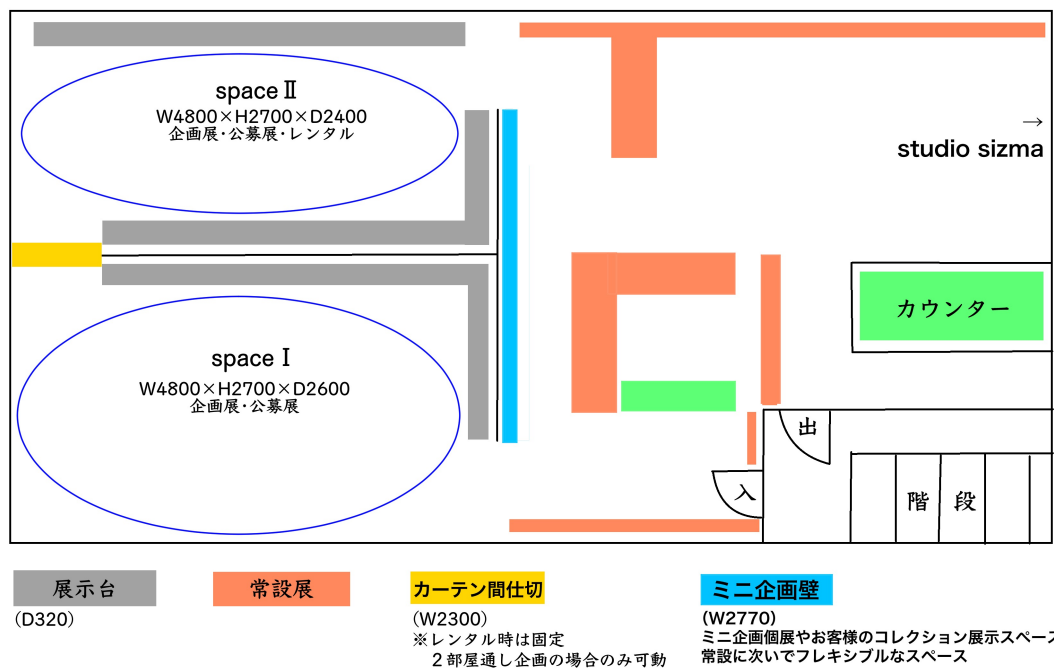 space Ⅱ
W4800×H2700×D2400
企画展・公募展・レンタル
→
studio sizma
カウンター
space Ⅰ
W4800×H2700×D2600
企画展・公募展
出
入
階段
展示台
(D320)
常設展
カーテン間仕切
(W2300)
※レンタル時は固定
２部屋通し企画の場合のみ可動
ミニ企画壁
(W2770)
ミニ企画個展やお客様のコレクション展示スペース
常設に次いでフレキシブルなスペース